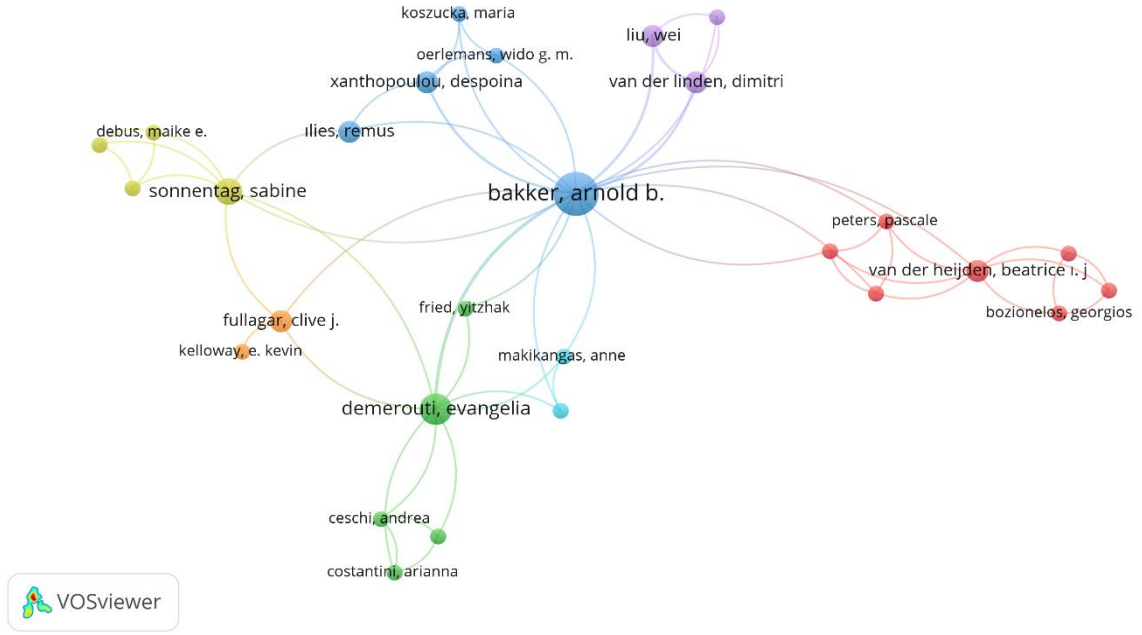 koszucka, maria
liu, wei
oerlemans, wido g. m.
xanthopoulou, despoina
van der linden, dimitri
debus, maike e.
ılies, remus
sonnentag, sabine
bakker, arnold b.
peters, pascale
van der heijden, beatrice ı. j
fried, yitzhak
bozionelos, georgios
fullagar, clive j.
kelloway, e. kevin
makikangas, anne
demerouti, evangelia
ceschi, andrea
costantini, arianna
VOSviewer